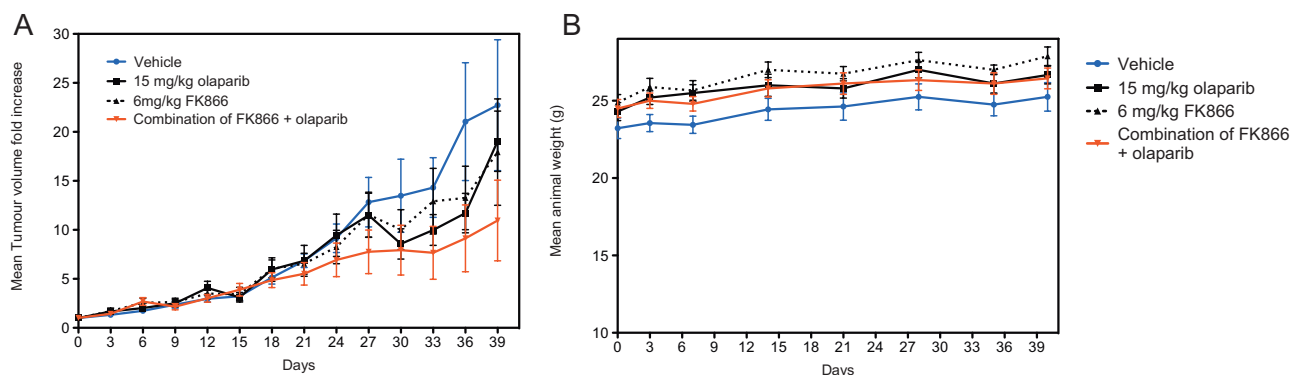 A
Mean Tumour volume fold increase
30
25
20
15
10
5
0
Vehicle
15 mg/kg olaparib
6mg/kg FK866
Combination of FK866 + olaparib
0 3 6 9 12 15 18 21 24 27 30 33 36 39
Days
B
Mean animal weight (g)
25
20
15
10
0 3 6 9 12 15 18 21 24 27 30 33 36 39
Days
Vehicle
15 mg/kg olaparib
6 mg/kg FK866
Combination of FK866
+ olaparib